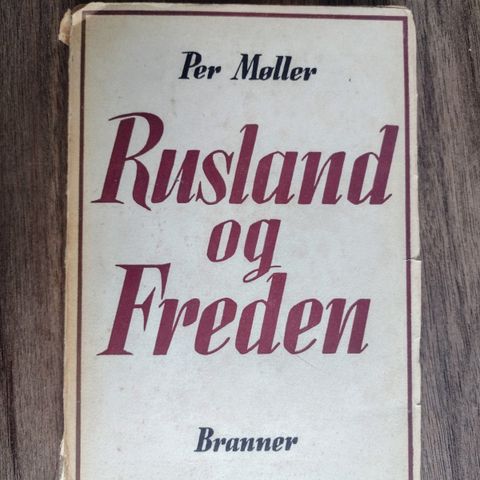 Per Møller
Rusland
og
Freden
Branner